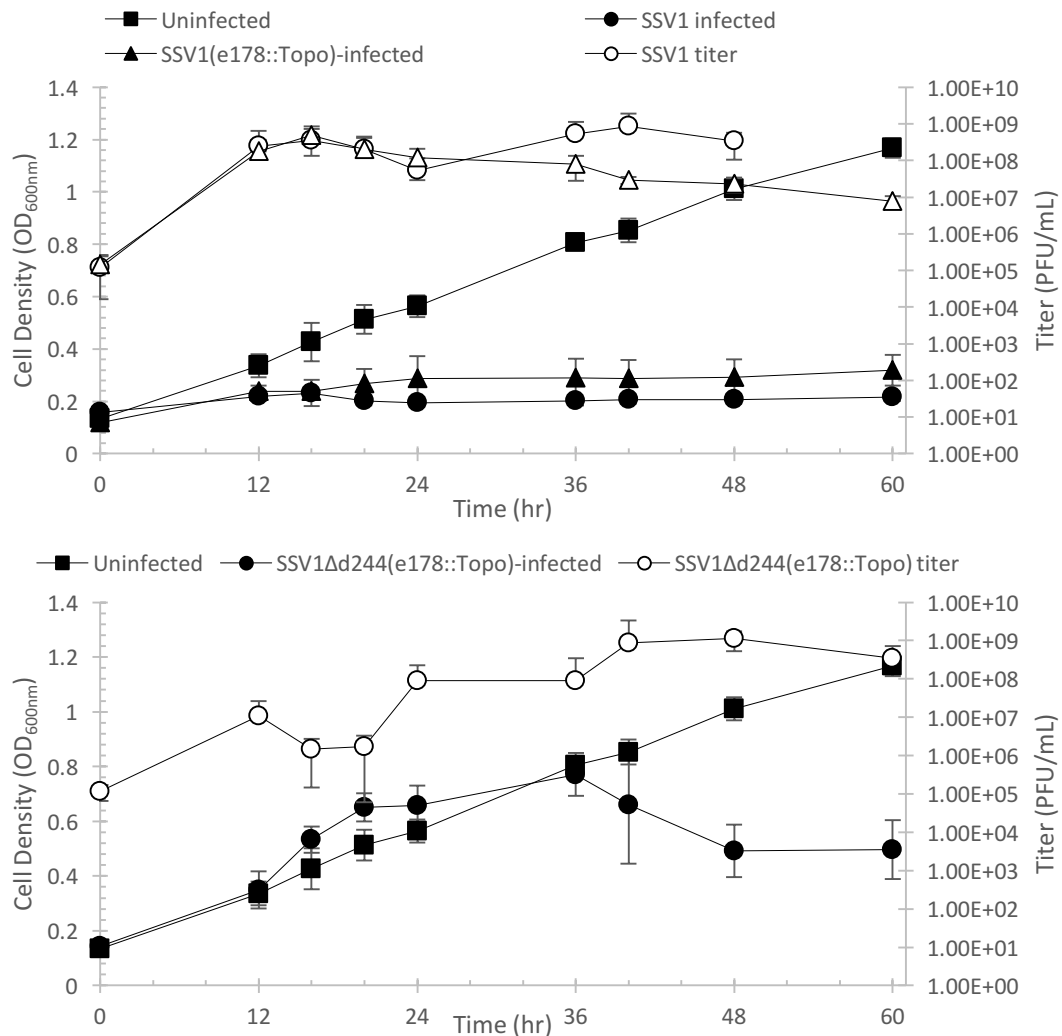 Uninfected
SSV1 infected
SSV1(e178::Topo)-infected
SSV1 titer
Cell Density (OD600nm)
1.4
1.2
1
0.8
0.6
0.4
0.2
0
1.00E+10
1.00E+09
1.00E+08
1.00E+07
1.00E+06
1.00E+05
1.00E+04
1.00E+03
1.00E+02
1.00E+01
1.00E+00
Titer (PFU/mL)
0 12 24 36 48 60
Time (hr)
Uninfected SSV1Δd244(e178::Topo)-infected SSV1Δd244(e178::Topo) titer
Cell Density (OD600nm)
1.4
1.2
1
0.8
0.6
0.4
0.2
0
1.00E+10
1.00E+09
1.00E+08
1.00E+07
1.00E+06
1.00E+05
1.00E+04
1.00E+03
1.00E+02
1.00E+01
1.00E+00
Titer (PFU/mL)
0 12 24 36 48 60
Time (hr)